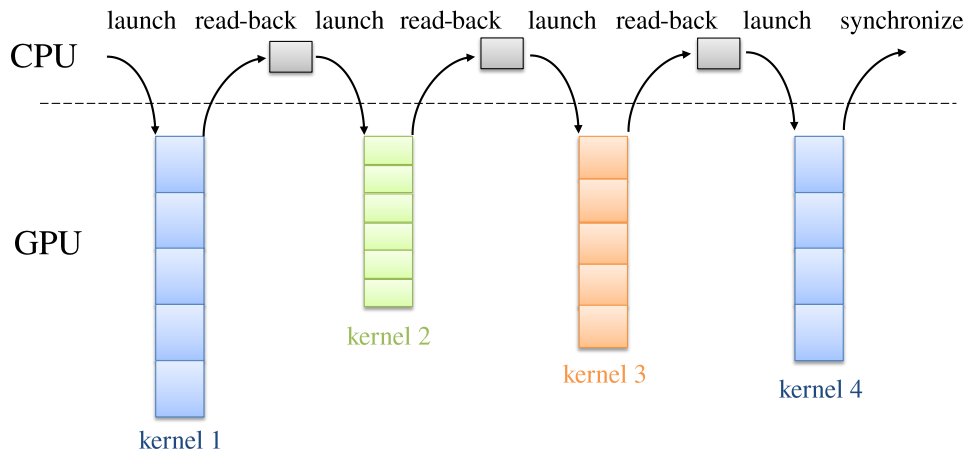 launch read-back launch read-back launch read-back launch synchronize
CPU
GPU
kernel 1
kernel 2
kernel 3
kernel 4